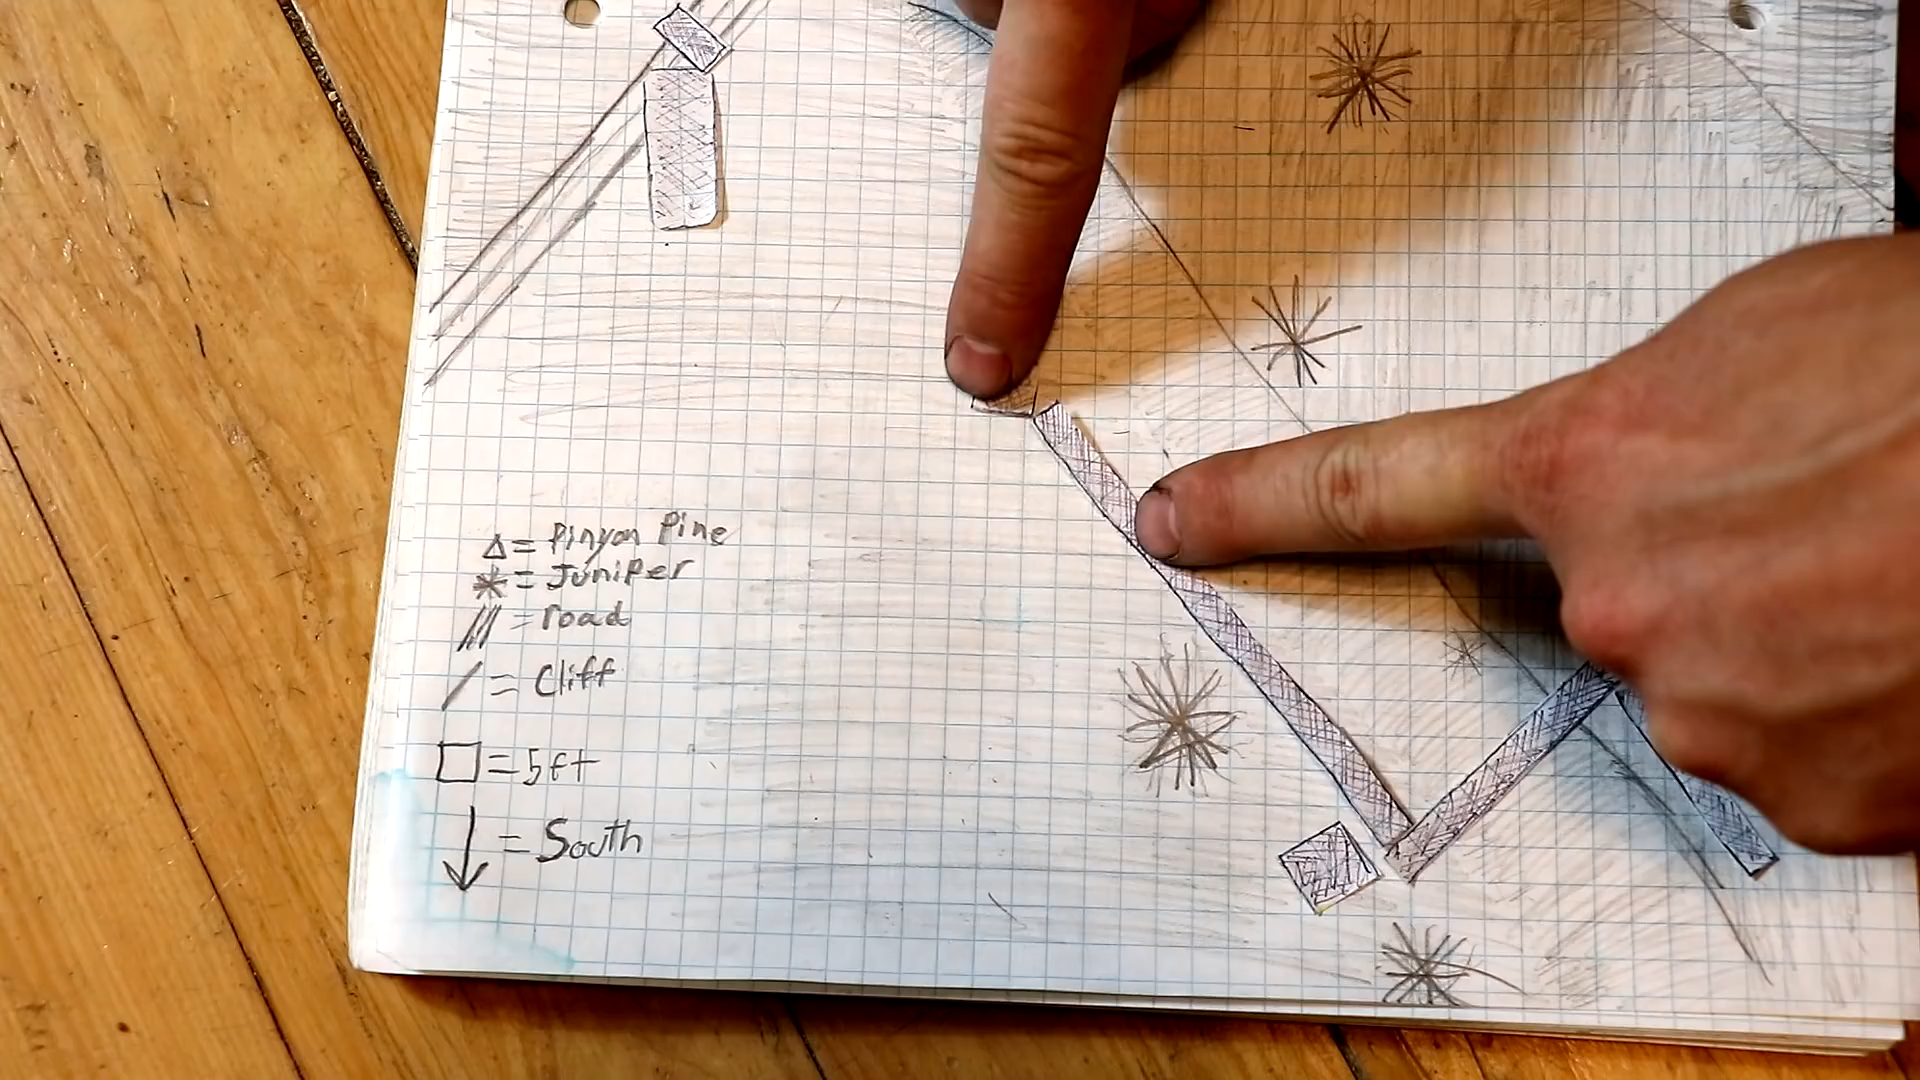 Δ = Pinyon Pine
* = Juniper
/// = road
/ = Cliff
□ = 5ft
↓ = South